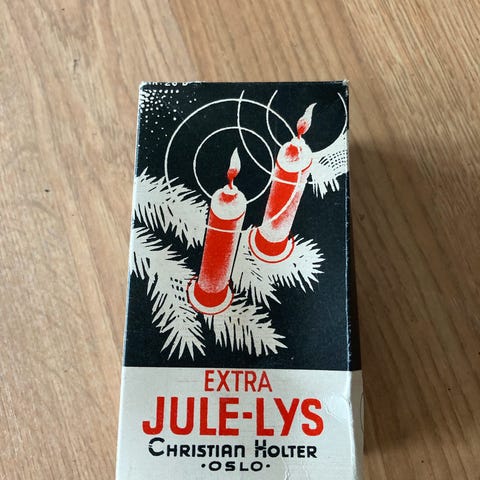 EXTRA
JULE-LYS
CHRISTIAN HOLTER
·OSLO·